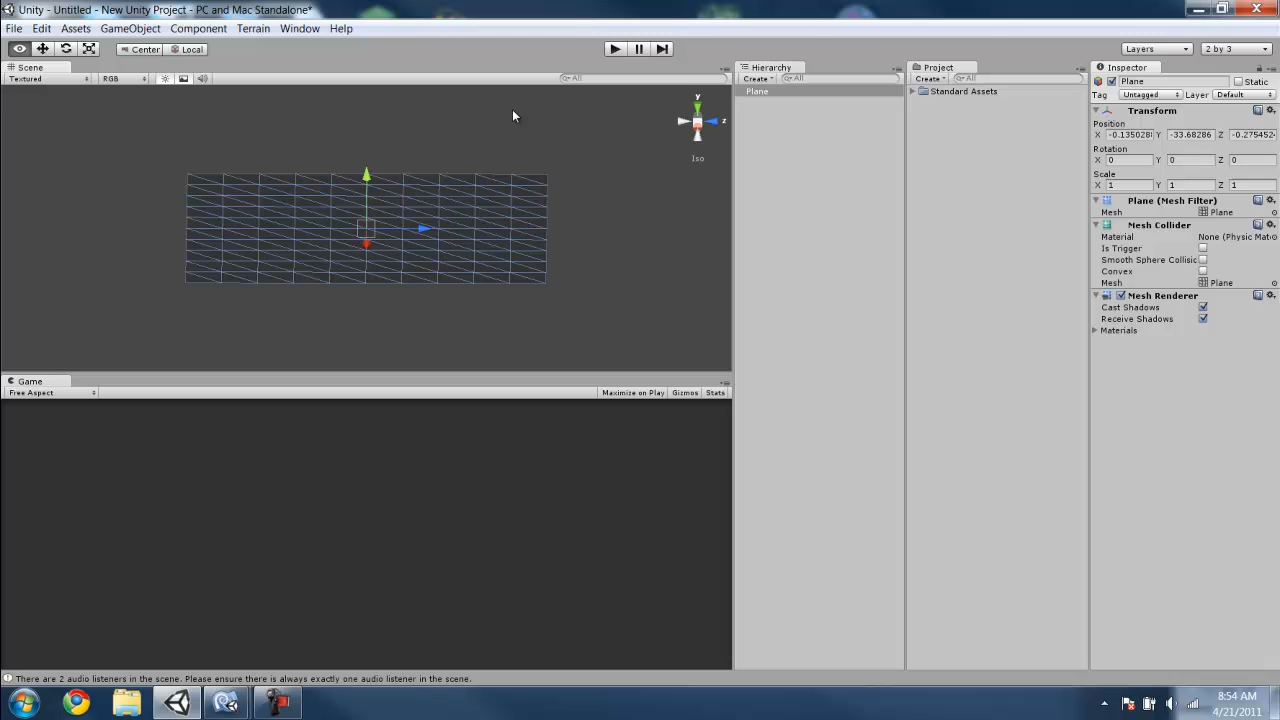 Unity - Untitled - New Unity Project - PC and Mac Standalone*
File Edit Assets GameObject Component Terrain Window Help
Center Local Layers 2 by 3
Scene
Textured RGB All
y
z
Iso
Game
Free Aspect Maximize on Play Gizmos Stats
Hierarchy
Create All
Plane
Project
Create All
Standard Assets
Inspector
Plane Static
Tag Untagged Layer Default
Transform
Position
X -0.135028 Y -33.68286 Z -0.275452
Rotation
X 0 Y 0 Z 0
Scale
X 1 Y 1 Z 1
Plane (Mesh Filter)
Mesh Plane
Mesh Collider
Material None (Physic Mat
Is Trigger
Smooth Sphere Collisic
Convex
Mesh Plane
Mesh Renderer
Cast Shadows
Receive Shadows
Materials
There are 2 audio listeners in the scene. Please ensure there is always exactly one audio listener in the scene.
8:54 AM
4/21/2011